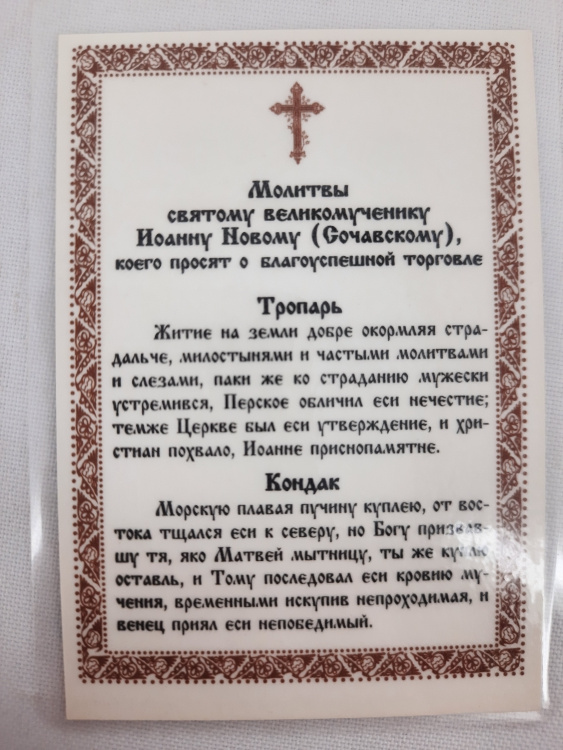 Молитвы
святому великомученику
Иоанну Новому (Сочавскому),
коего просят о благоуспешной торговле
Тропарь
Житие на земли добре окормляя стра-
дальче, милостынями и частыми молитвами
и слезами, паки же ко страданию мужески
устремився, Перское обличил еси нечестие;
темже Церкве был еси утверждение, и хри-
стиан похвало, Иоанне приснопамятне.
Кондак
Морскую плавая пучину куплею, от вос-
тока тщался еси к северу, но Богу призвав-
шу тя, яко Матвей мытницу, ты же куплю
оставль, и Тому последовал еси кровию му-
чения, временными искупив непроходимая, и
венец приял еси непобедимый.